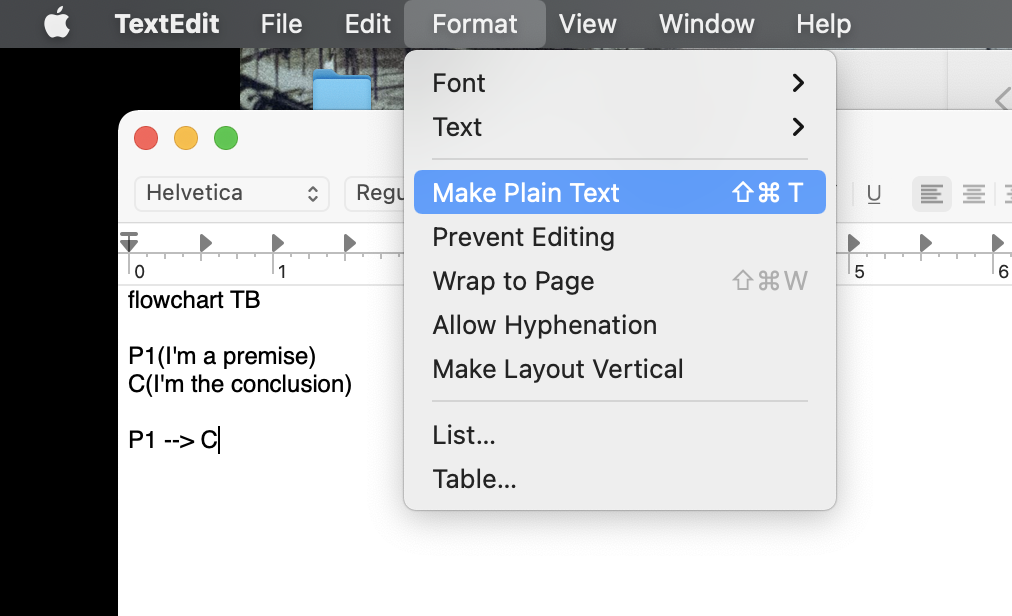 TextEdit File Edit Format View Window Help
Font
Text
Helvetica Regu U
Make Plain Text ⇧⌘ T
Prevent Editing
0 1 5 6
Wrap to Page ⇧⌘W
flowchart TB
Allow Hyphenation
P1(I'm a premise)
Make Layout Vertical
C(I'm the conclusion)
List...
P1 --> C
Table...